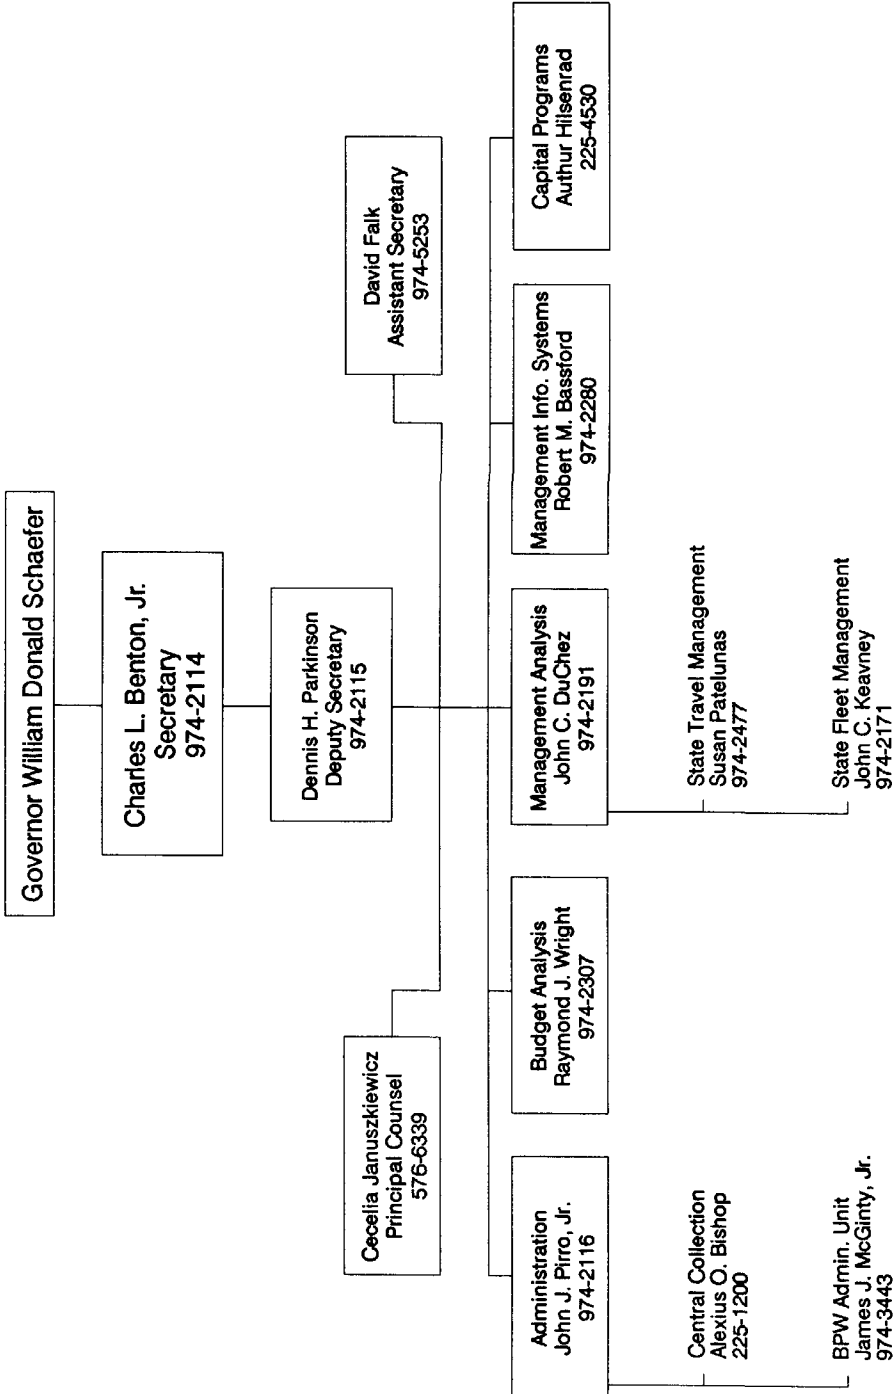 Governor William Donald Schaefer
Charles L. Benton, Jr.
Secretary
974-2114
Dennis H. Parkinson
Deputy Secretary
974-2115
Cecelia Januszkiewicz
Principal Counsel
576-6339
David Falk
Assistant Secretary
974-5253
Administration
John J. Pirro, Jr.
974-2116
Budget Analysis
Raymond J. Wright
974-2307
Management Analysis
John C. DuChez
974-2191
Management Info. Systems
Robert M. Bassford
974-2280
Capital Programs
Authur Hilsenrad
225-4530
Central Collection
Alexius O. Bishop
225-1200
BPW Admin. Unit
James J. McGinty, Jr.
974-3443
State Travel Management
Susan Patelunas
974-2477
State Fleet Management
John C. Keavney
974-2171